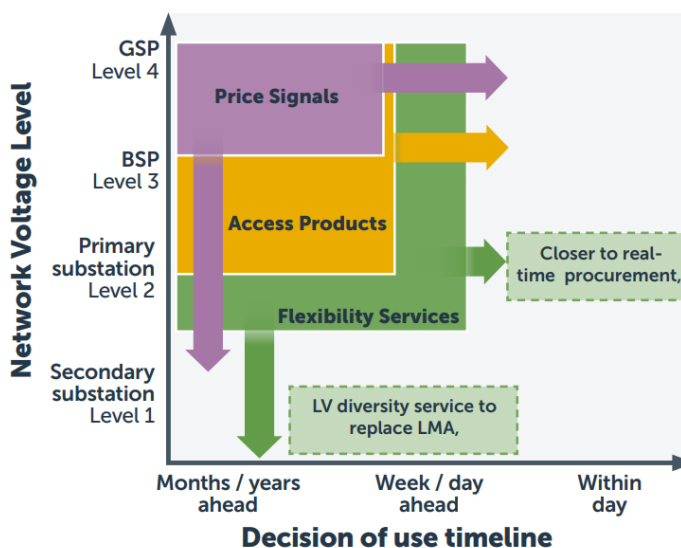 Network Voltage Level
GSP
Level 4
BSP
Level 3
Primary
substation
Level 2
Secondary
substation
Level 1
Price Signals
Access Products
Flexibility Services
Closer to real-
time procurement,
LV diversity service to
replace LMA,
Months / years
ahead
Week / day
ahead
Within
day
Decision of use timeline